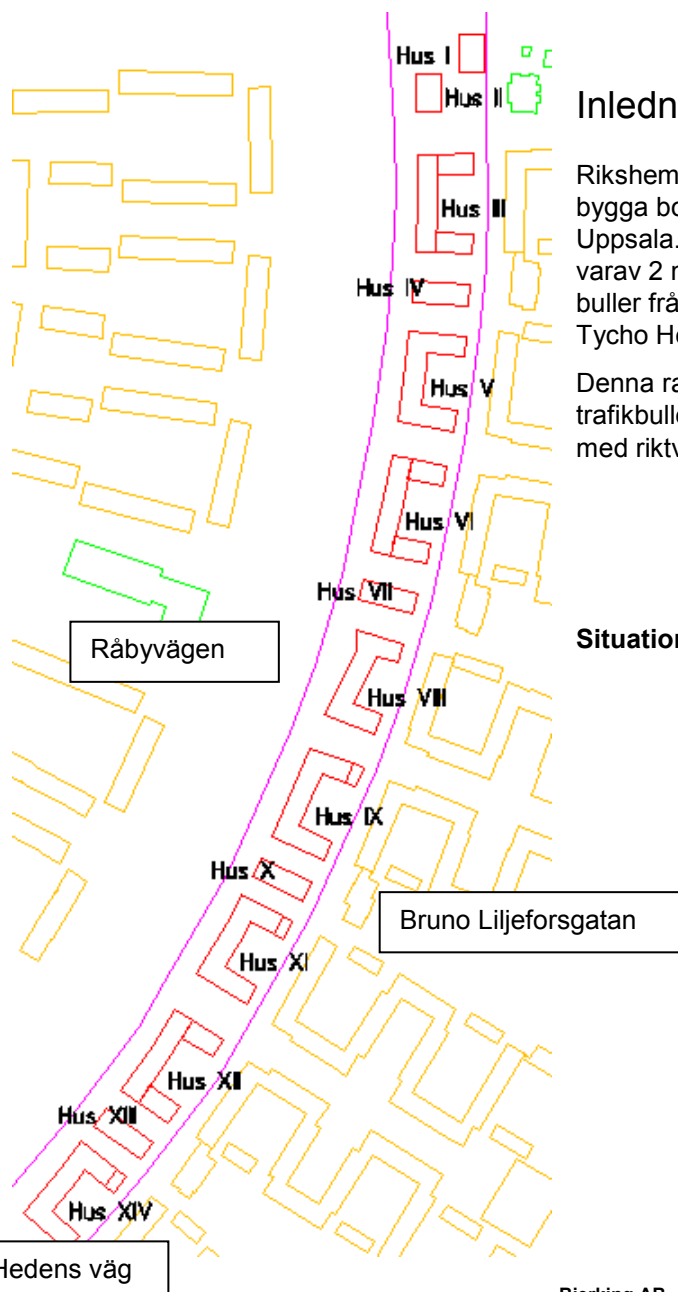 Hus I
Hus II
Hus III
Hus IV
Hus V
Hus VI
Hus VII
Hus VIII
Hus IX
Hus X
Hus XI
Hus XII
Hus XIII
Hus XIV
Råbyvägen
Bruno Liljeforsgatan
Hedens väg
Inledn
Rikshem
bygga bo
Uppsala.
varav 2 r
buller frå
Tycho He
Denna ra
trafikbulle
med riktv
Situation